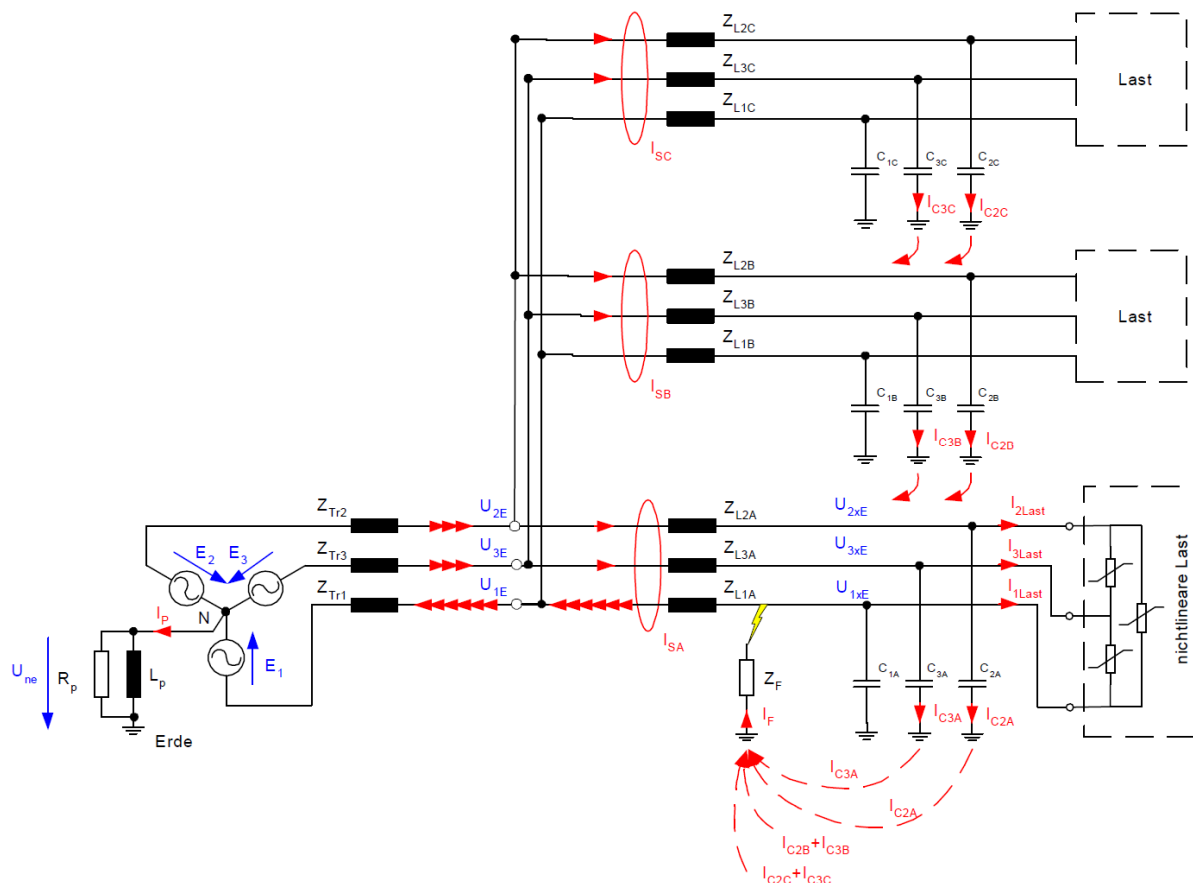 Z_L2C
Z_L3C
Z_L1C
Last
I_SC
C_1C
C_3C
C_2C
I_C3C
I_C2C
Z_L2B
Z_L3B
Z_L1B
Last
I_SB
C_1B
C_3B
C_2B
I_C3B
I_C2B
Z_Tr2
U_2E
Z_L2A
U_2xE
I_2Last
E_2
E_3
Z_Tr3
U_3E
Z_L3A
U_3xE
I_3Last
Z_Tr1
U_1E
Z_L1A
U_1xE
I_1Last
nichtlineare Last
N
I_P
I_SA
U_ne
R_p
L_p
E_1
Z_F
C_1A
C_3A
C_2A
I_F
I_C3A
I_C2A
Erde
I_C3A
I_C2A
I_C2B+I_C3B
I_C2C+I_C3C